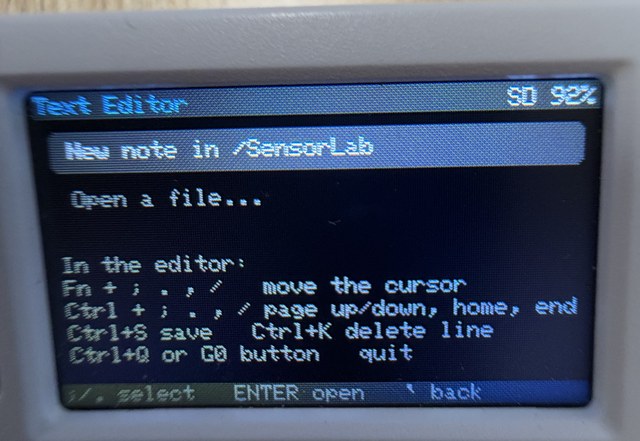 Text Editor SD 92%
New note in /SensorLab
Open a file...
In the editor:
Fn + ; . , / move the cursor
Ctrl + ; . , / page up/down, home, end
Ctrl+S save Ctrl+K delete line
Ctrl+Q or G0 button quit
;/. select ENTER open ` back